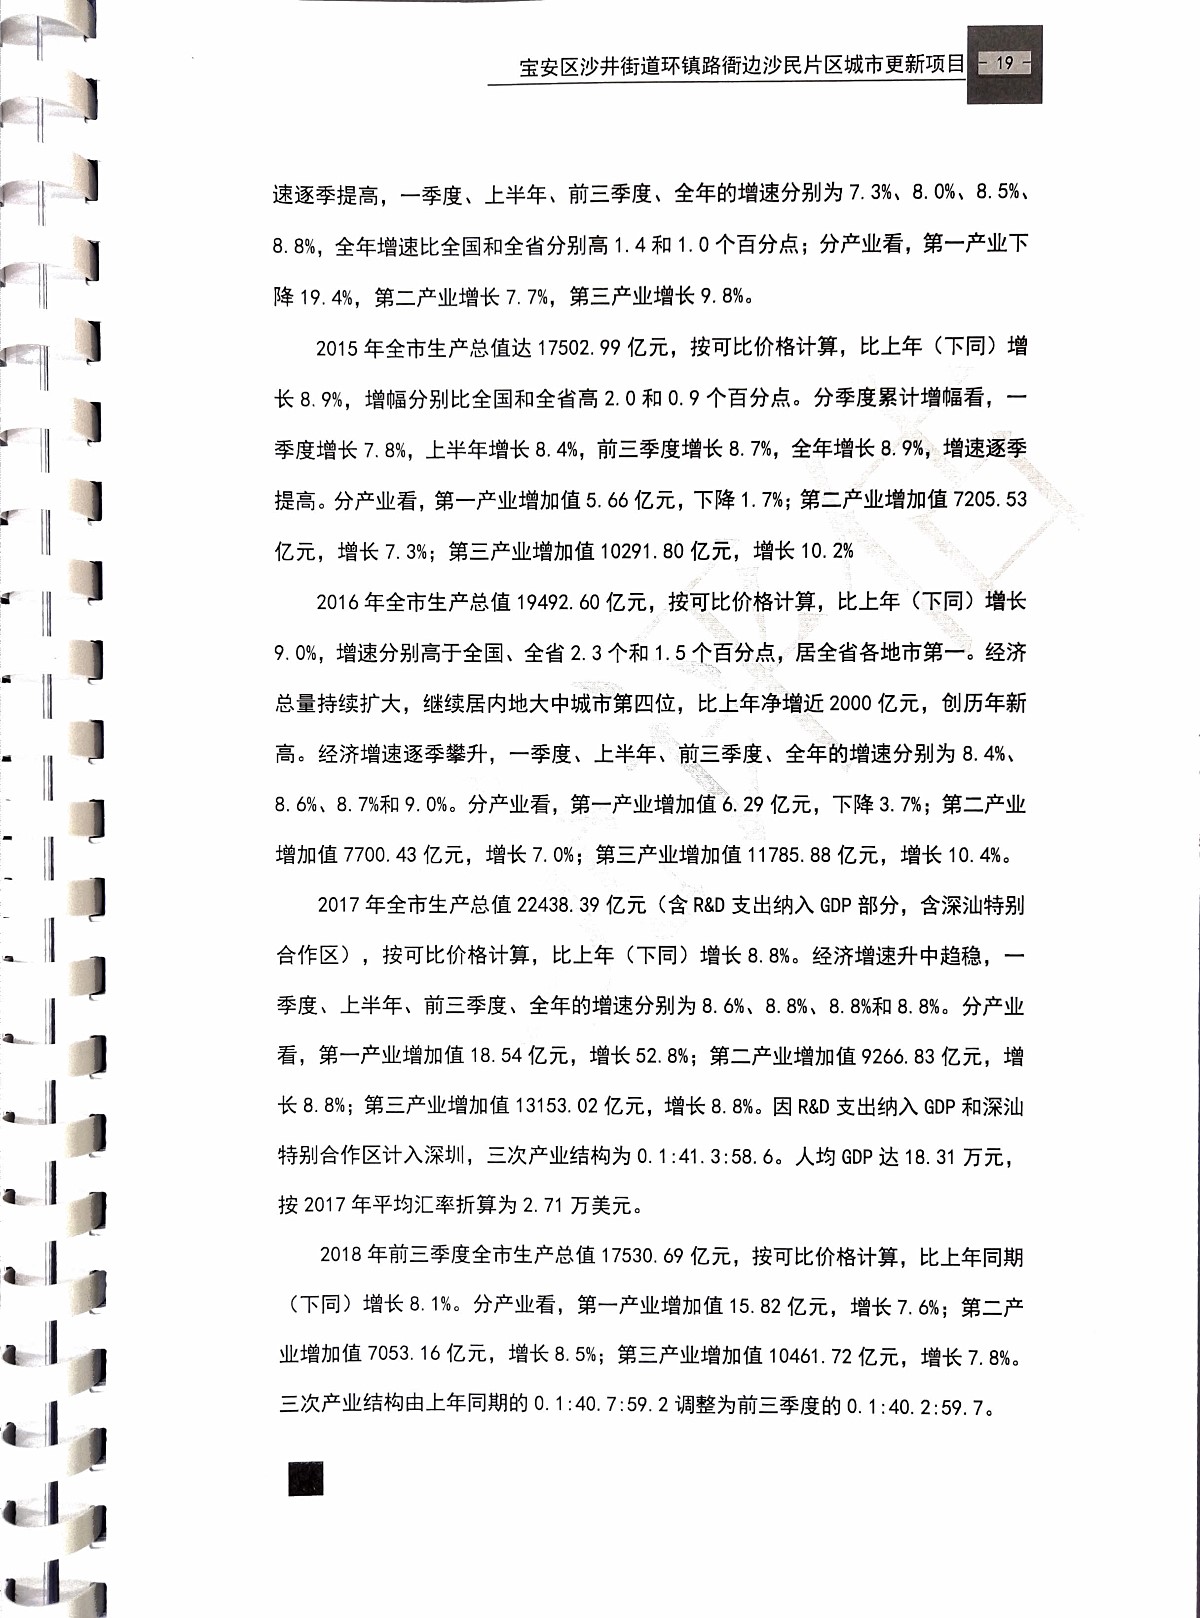 宝安区沙井街道环镇路衙边沙民片区城市更新项目
- 19 -
速逐季提高，一季度、上半年、前三季度、全年的增速分别为 7.3%、8.0%、8.5%、
8.8%，全年增速比全国和全省分别高 1.4 和 1.0 个百分点；分产业看，第一产业下
降 19.4%，第二产业增长 7.7%，第三产业增长 9.8%。
2015 年全市生产总值达 17502.99 亿元，按可比价格计算，比上年（下同）增
长 8.9%，增幅分别比全国和全省高 2.0 和 0.9 个百分点。分季度累计增幅看，一
季度增长 7.8%，上半年增长 8.4%，前三季度增长 8.7%，全年增长 8.9%，增速逐季
提高。分产业看，第一产业增加值 5.66 亿元，下降 1.7%；第二产业增加值 7205.53
亿元，增长 7.3%；第三产业增加值 10291.80 亿元，增长 10.2%
2016 年全市生产总值 19492.60 亿元，按可比价格计算，比上年（下同）增长
9.0%，增速分别高于全国、全省 2.3 个和 1.5 个百分点，居全省各地市第一。经济
总量持续扩大，继续居内地大中城市第四位，比上年净增近 2000 亿元，创历年新
高。经济增速逐季攀升，一季度、上半年、前三季度、全年的增速分别为 8.4%、
8.6%、8.7%和 9.0%。分产业看，第一产业增加值 6.29 亿元，下降 3.7%；第二产业
增加值 7700.43 亿元，增长 7.0%；第三产业增加值 11785.88 亿元，增长 10.4%。
2017 年全市生产总值 22438.39 亿元（含 R&D 支出纳入 GDP 部分，含深汕特别
合作区），按可比价格计算，比上年（下同）增长 8.8%。经济增速升中趋稳，一
季度、上半年、前三季度、全年的增速分别为 8.6%、8.8%、8.8%和 8.8%。分产业
看，第一产业增加值 18.54 亿元，增长 52.8%；第二产业增加值 9266.83 亿元，增
长 8.8%；第三产业增加值 13153.02 亿元，增长 8.8%。因 R&D 支出纳入 GDP 和深汕
特别合作区计入深圳，三次产业结构为 0.1:41.3:58.6。人均 GDP 达 18.31 万元，
按 2017 年平均汇率折算为 2.71 万美元。
2018 年前三季度全市生产总值 17530.69 亿元，按可比价格计算，比上年同期
（下同）增长 8.1%。分产业看，第一产业增加值 15.82 亿元，增长 7.6%；第二产
业增加值 7053.16 亿元，增长 8.5%；第三产业增加值 10461.72 亿元，增长 7.8%。
三次产业结构由上年同期的 0.1:40.7:59.2 调整为前三季度的 0.1:40.2:59.7。